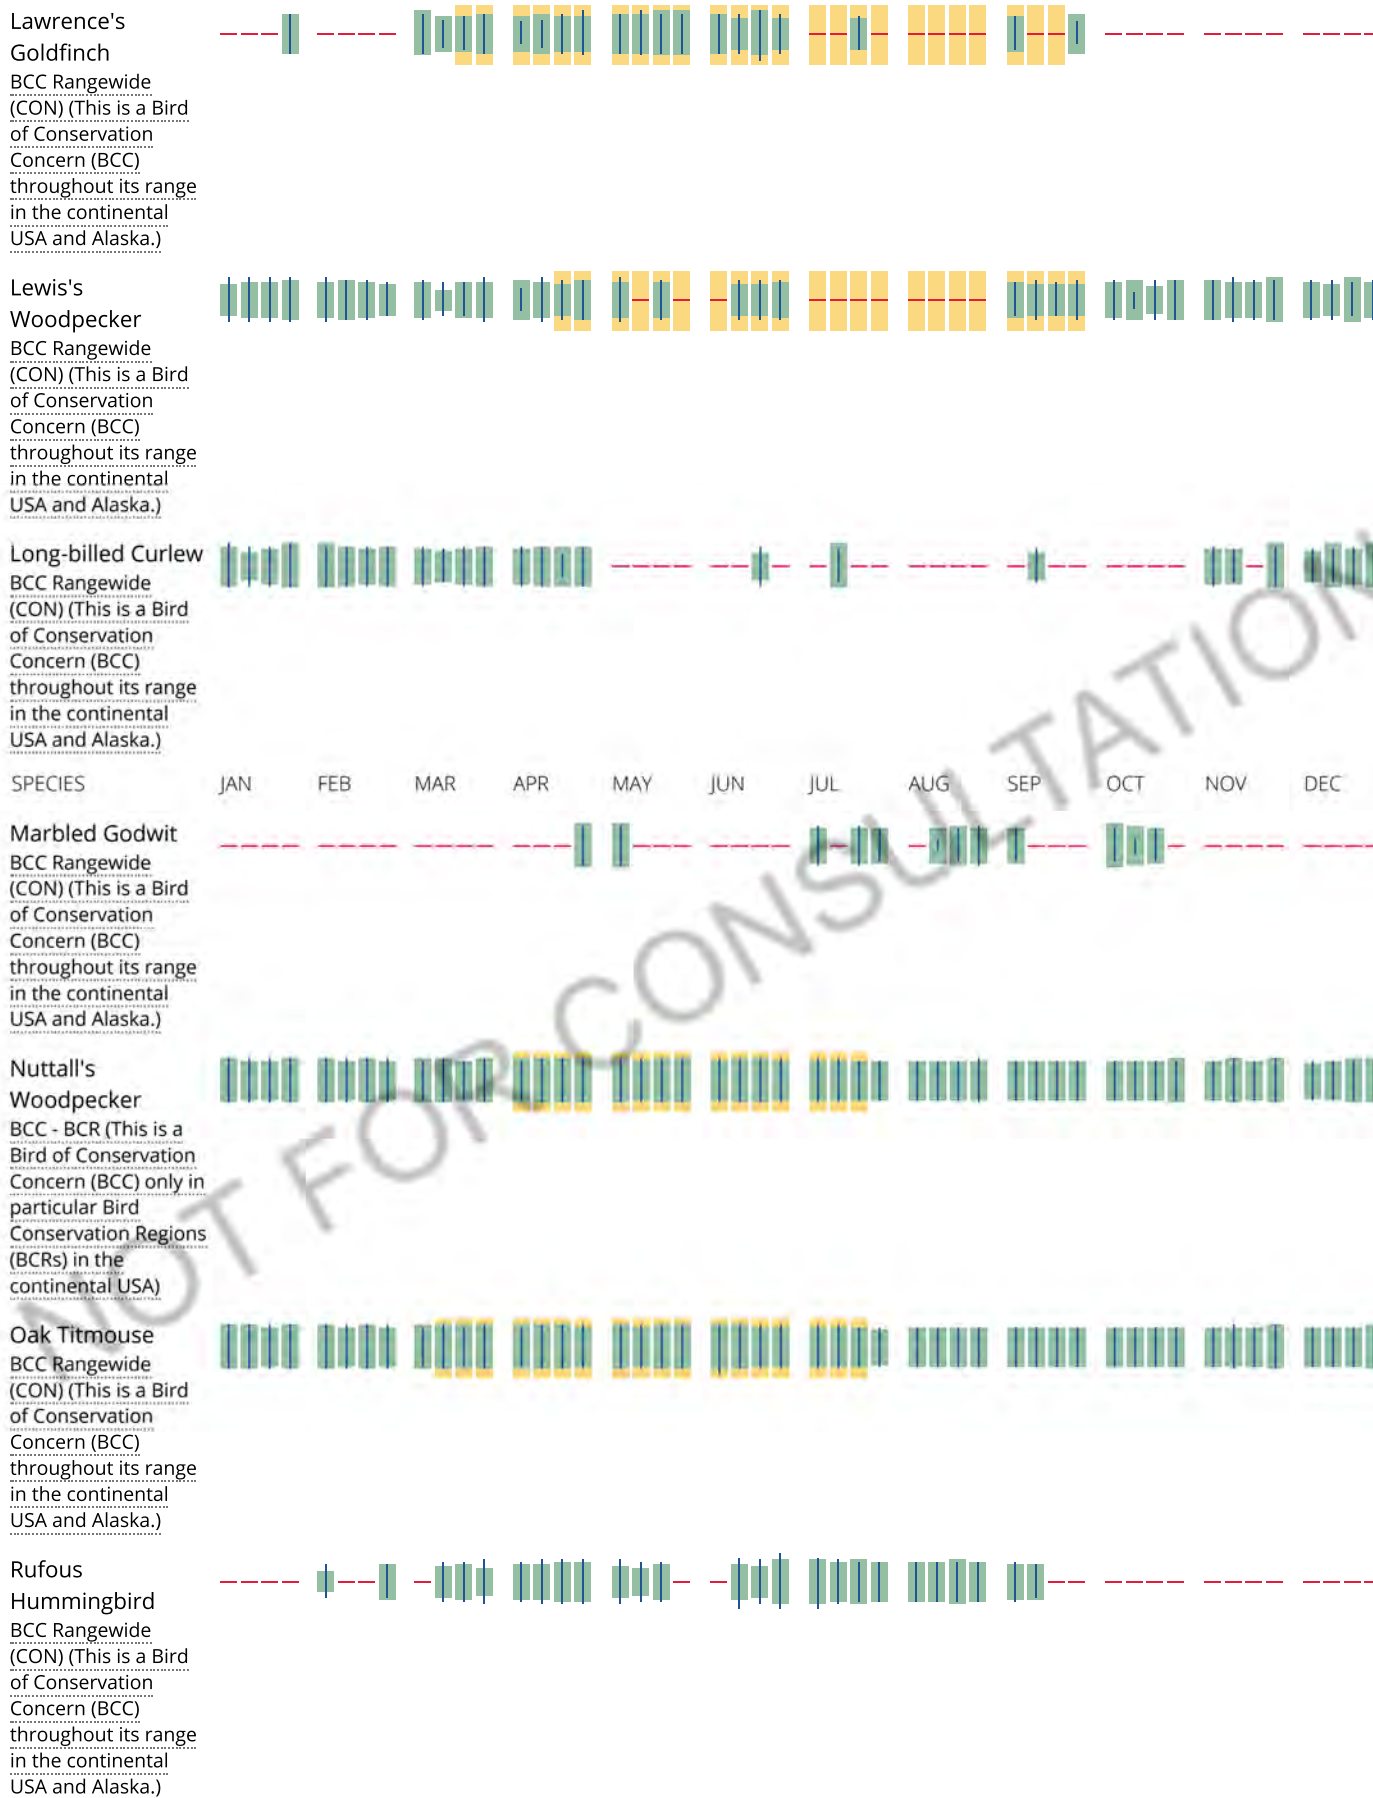 Lawrence's
Goldfinch
BCC Rangewide
(CON) (This is a Bird
of Conservation
Concern (BCC)
throughout its range
in the continental
USA and Alaska.)
Lewis's
Woodpecker
BCC Rangewide
(CON) (This is a Bird
of Conservation
Concern (BCC)
throughout its range
in the continental
USA and Alaska.)
Long-billed Curlew
BCC Rangewide
(CON) (This is a Bird
of Conservation
Concern (BCC)
throughout its range
in the continental
USA and Alaska.)
SPECIES JAN FEB MAR APR MAY JUN JUL AUG SEP OCT NOV DEC
Marbled Godwit
BCC Rangewide
(CON) (This is a Bird
of Conservation
Concern (BCC)
throughout its range
in the continental
USA and Alaska.)
Nuttall's
Woodpecker
BCC - BCR (This is a
Bird of Conservation
Concern (BCC) only in
particular Bird
Conservation Regions
(BCRs) in the
continental USA)
Oak Titmouse
BCC Rangewide
(CON) (This is a Bird
of Conservation
Concern (BCC)
throughout its range
in the continental
USA and Alaska.)
Rufous
Hummingbird
BCC Rangewide
(CON) (This is a Bird
of Conservation
Concern (BCC)
throughout its range
in the continental
USA and Alaska.)
NOT FOR CONSULTATION